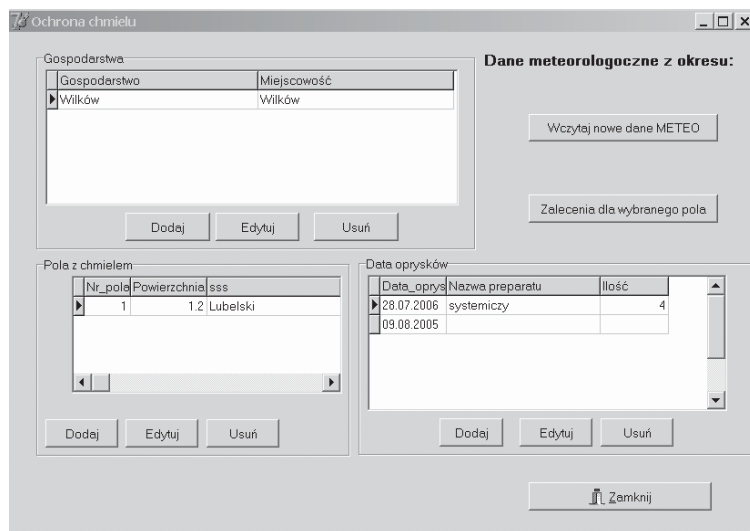 Ochrona chmielu
Gospodarstwa
Gospodarstwo Miejscowość
Wilków Wilków
Dodaj Edytuj Usuń
Dane meteorologoczne z okresu:
Wczytaj nowe dane METEO
Zalecenia dla wybranego pola
Pola z chmielem
Nr_pola Powierzchnia sss
1 1.2 Lubelski
Dodaj Edytuj Usuń
Data oprysków
Data_oprys Nazwa preparatu Ilość
28.07.2006 systemiczy 4
09.08.2005
Dodaj Edytuj Usuń
Zamknij